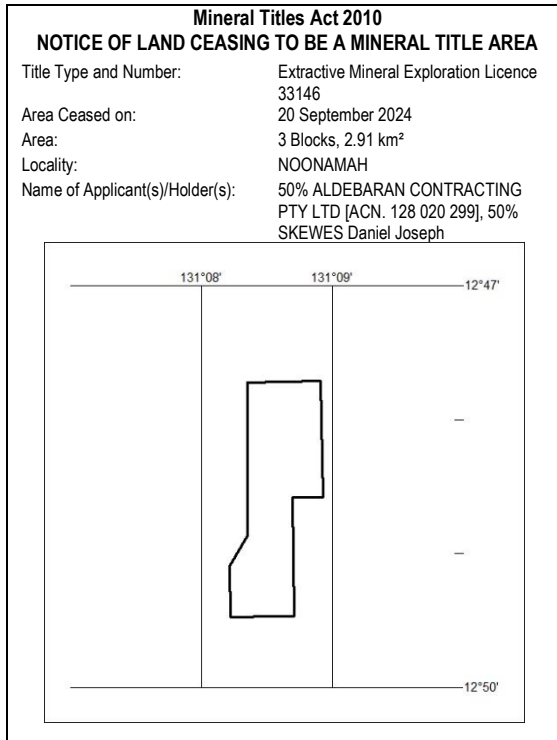 Mineral Titles Act 2010
NOTICE OF LAND CEASING TO BE A MINERAL TITLE AREA
Title Type and Number: Extractive Mineral Exploration Licence
33146
Area Ceased on: 20 September 2024
Area: 3 Blocks, 2.91 km²
Locality: NOONAMAH
Name of Applicant(s)/Holder(s): 50% ALDEBARAN CONTRACTING
PTY LTD [ACN. 128 020 299], 50%
SKEWES Daniel Joseph
131°08' 131°09'
12°47'
12°50'